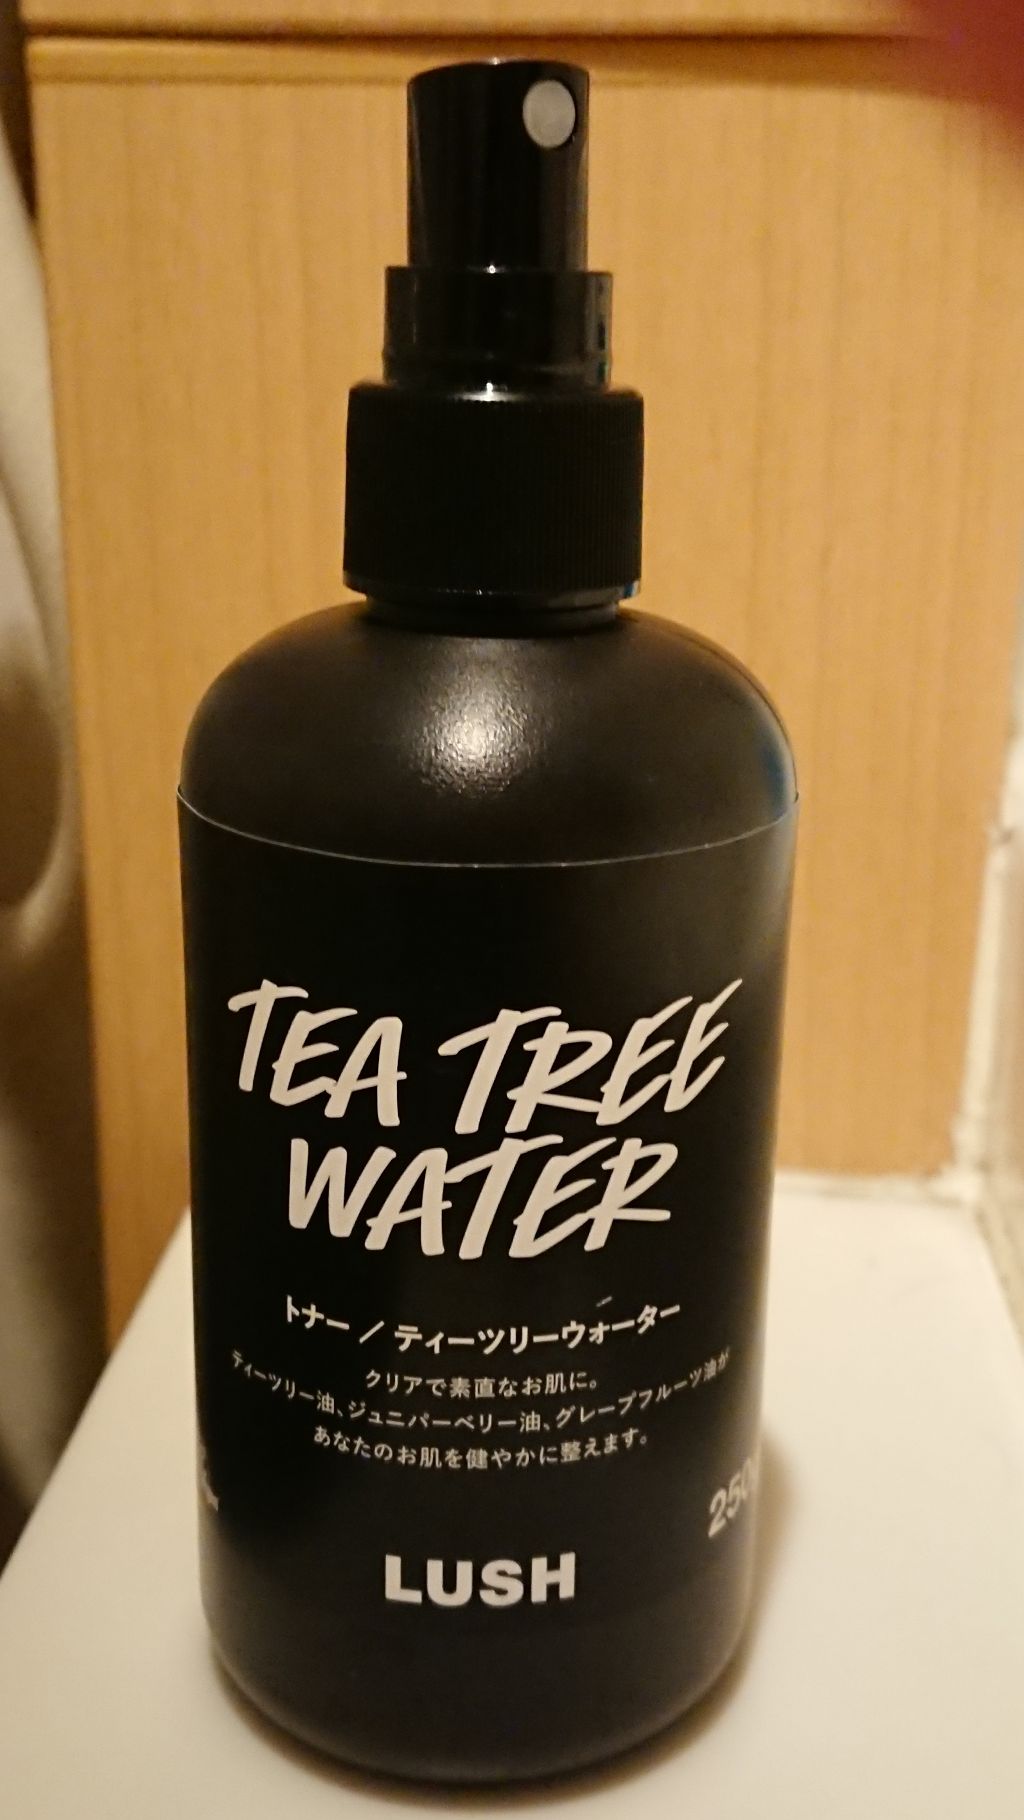 TEA TREE
WATER
トナー / ティーツリーウォーター
クリアで素直なお肌に。
ティーツリー油、ジュニパーベリー油、グレープフルーツ油が
あなたのお肌を健やかに整えます。
250
LUSH